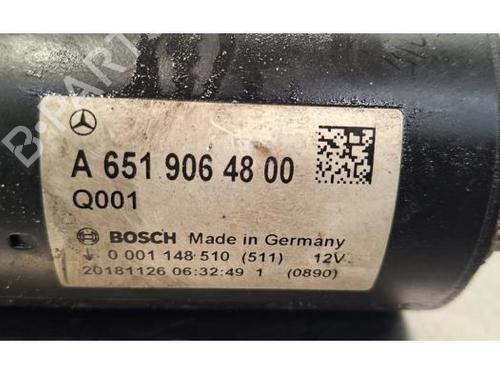 A 651 906 48 00
Q001
BOSCH Made in Germany
0 001 148 510 (511) 12V
20181126 06:32:49 1 (0890)
B-PARTS